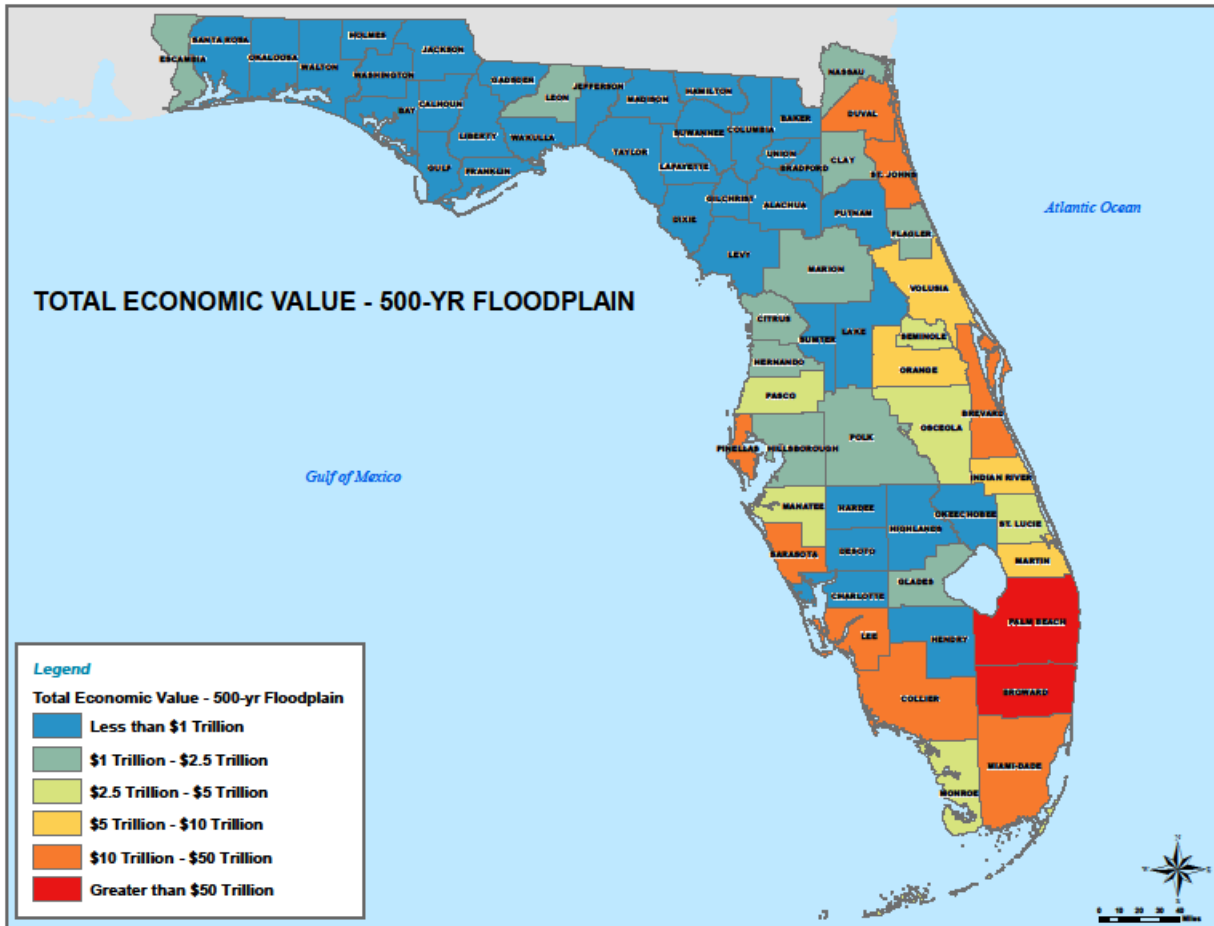 SANTA ROSA
HOLMES
JACKSON
ESCAMBIA
OKALOOSA
WALTON
WASHINGTON
GADSDEN
LEON
JEFFERSON
MADISON
HAMILTON
NASSAU
BAY
CALHOUN
LIBERTY
WAKULLA
SUWANNEE
COLUMBIA
BAKER
DUVAL
GULF
FRANKLIN
TAYLOR
LAFAYETTE
UNION
BRADFORD
CLAY
ST. JOHNS
DIXIE
GILCHRIST
ALACHUA
PUTNAM
FLAGLER
Atlantic Ocean
LEVY
MARION
VOLUSIA
TOTAL ECONOMIC VALUE - 500-YR FLOODPLAIN
CITRUS
SUMTER
LAKE
SEMINOLE
HERNANDO
ORANGE
PASCO
BREVARD
OSCEOLA
PINELLAS
HILLSBOROUGH
POLK
Gulf of Mexico
INDIAN RIVER
MANATEE
HARDEE
HIGHLANDS
OKEECHOBEE
ST. LUCIE
SARASOTA
DESOTO
MARTIN
GLADES
CHARLOTTE
PALM BEACH
LEE
HENDRY
BROWARD
COLLIER
MIAMI-DADE
MONROE
Legend
Total Economic Value - 500-yr Floodplain
Less than $1 Trillion
$1 Trillion - $2.5 Trillion
$2.5 Trillion - $5 Trillion
$5 Trillion - $10 Trillion
$10 Trillion - $50 Trillion
Greater than $50 Trillion
N
W
E
S
0 10 20 30 40
Miles